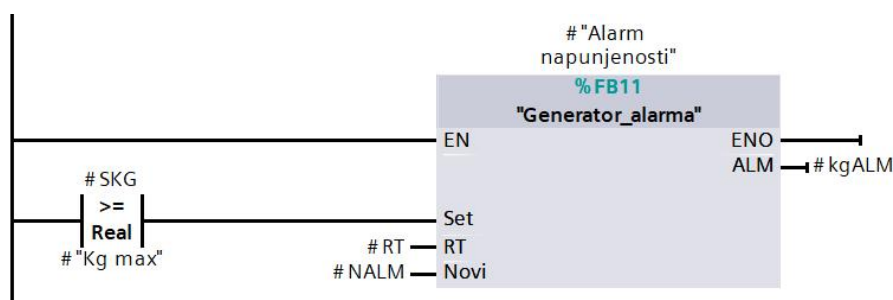 #"Alarm
napunjenosti"
%FB11
"Generator_alarma"
EN ENO
ALM #kgALM
#SKG
>=
Real
#"Kg max"
Set
#RT RT
#NALM Novi